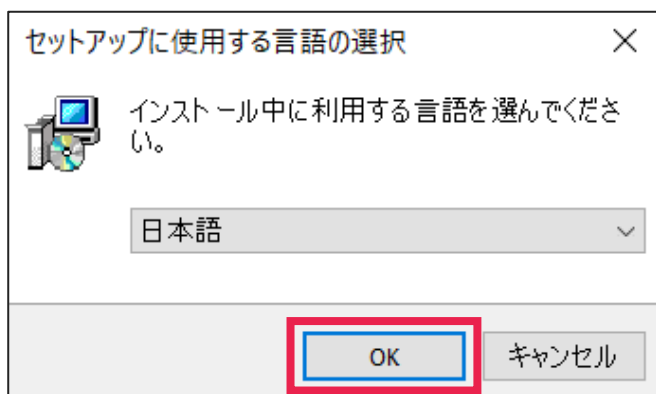 セットアップに使用する言語の選択
インストール中に利用する言語を選んでくださ
い。
日本語
OK
キャンセル